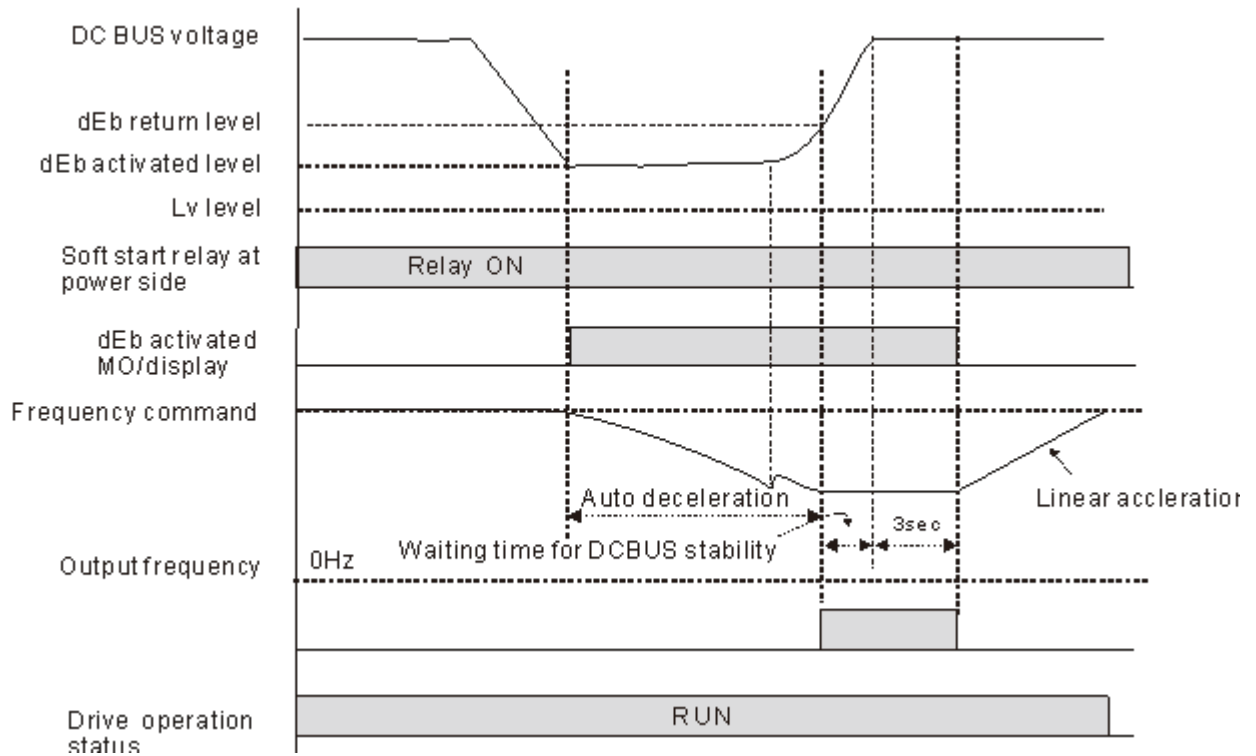 DC BUS voltage
dEb return level
dEb activated level
Lv level
Soft start relay at
power side
Relay ON
dEb activated
MO/display
Frequency command
Auto deceleration
Linear accleration
3sec
Waiting time for DCBUS stability
Output frequency
0Hz
Drive operation
status
RUN